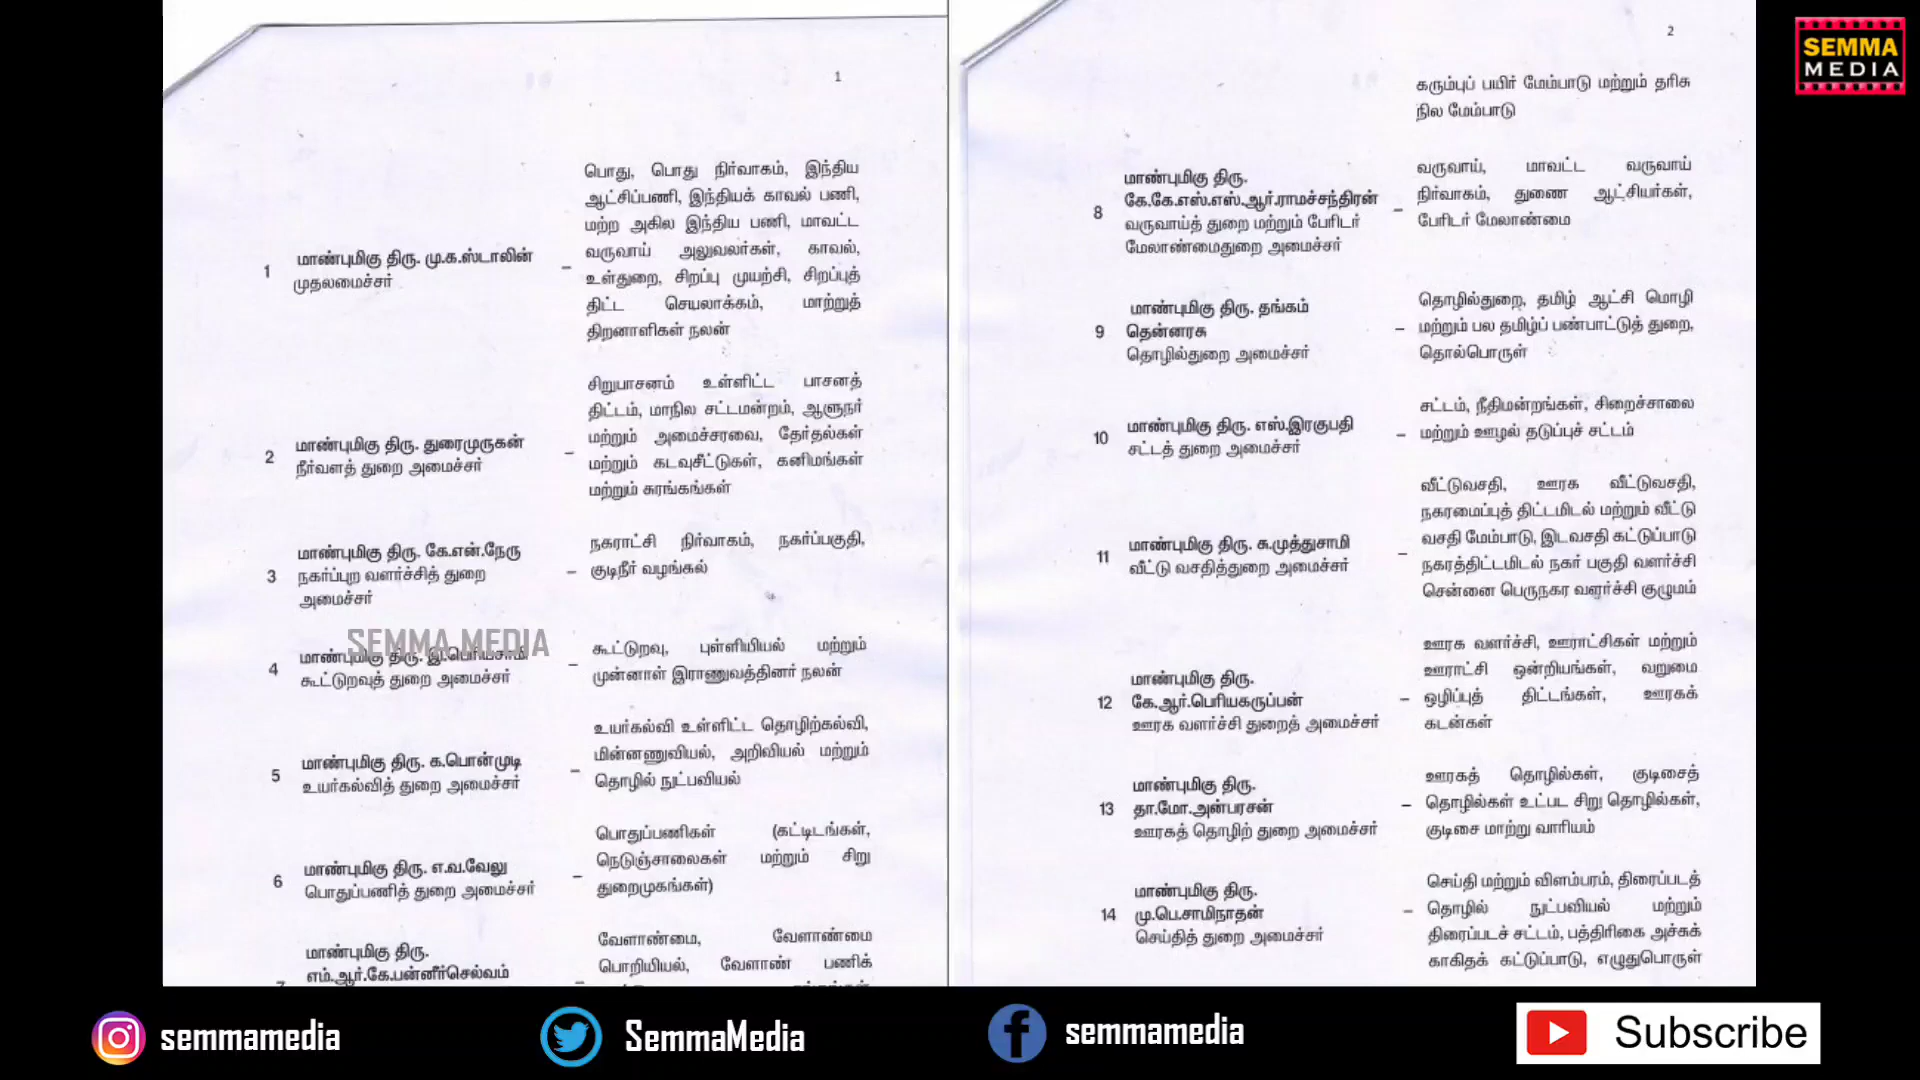 1
1
மாண்புமிகு திரு. மு.க.ஸ்டாலின்
முதலமைச்சர்
–
பொது, பொது நிர்வாகம், இந்திய
ஆட்சிப்பணி, இந்தியக் காவல் பணி,
மற்ற அகில இந்திய பணி, மாவட்ட
வருவாய் அலுவலர்கள், காவல்,
உள்துறை, சிறப்பு முயற்சி, சிறப்புத்
திட்ட செயலாக்கம், மாற்றுத்
திறனாளிகள் நலன்
2
மாண்புமிகு திரு. துரைமுருகன்
நீர்வளத் துறை அமைச்சர்
–
சிறுபாசனம் உள்ளிட்ட பாசனத்
திட்டம், மாநில சட்டமன்றம், ஆளுநர்
மற்றும் அமைச்சரவை, தேர்தல்கள்
மற்றும் கடவுசீட்டுகள், கனிமங்கள்
மற்றும் சுரங்கங்கள்
3
மாண்புமிகு திரு. கே.என்.நேரு
நகர்ப்புற வளர்ச்சித் துறை
அமைச்சர்
–
நகராட்சி நிர்வாகம், நகர்ப்பகுதி,
குடிநீர் வழங்கல்
SEMMA MEDIA
4
மாண்புமிகு திரு. இ.பெரியசாமி
கூட்டுறவுத் துறை அமைச்சர்
–
கூட்டுறவு, புள்ளியியல் மற்றும்
முன்னாள் இராணுவத்தினர் நலன்
5
மாண்புமிகு திரு. க.பொன்முடி
உயர்கல்வித் துறை அமைச்சர்
–
உயர்கல்வி உள்ளிட்ட தொழிற்கல்வி,
மின்னணுவியல், அறிவியல் மற்றும்
தொழில் நுட்பவியல்
6
மாண்புமிகு திரு. எ.வ.வேலு
பொதுப்பணித் துறை அமைச்சர்
–
பொதுப்பணிகள் (கட்டிடங்கள்,
நெடுஞ்சாலைகள் மற்றும் சிறு
துறைமுகங்கள்)
மாண்புமிகு திரு.
எம்.ஆர்.கே.பன்னீர்செல்வம்
வேளாண்மை, வேளாண்மை
பொறியியல், வேளாண் பணிக்
2
கரும்புப் பயிர் மேம்பாடு மற்றும் தரிசு
நில மேம்பாடு
8
மாண்புமிகு திரு.
கே.கே.எஸ்.எஸ்.ஆர்.ராமச்சந்திரன்
வருவாய்த் துறை மற்றும் பேரிடர்
மேலாண்மைதுறை அமைச்சர்
–
வருவாய், மாவட்ட வருவாய்
நிர்வாகம், துணை ஆட்சியர்கள்,
பேரிடர் மேலாண்மை
9
மாண்புமிகு திரு. தங்கம்
தென்னரசு
தொழில்துறை அமைச்சர்
–
தொழில்துறை, தமிழ் ஆட்சி மொழி
மற்றும் பல தமிழ்ப் பண்பாட்டுத் துறை,
தொல்பொருள்
10
மாண்புமிகு திரு. எஸ்.இரகுபதி
சட்டத் துறை அமைச்சர்
–
சட்டம், நீதிமன்றங்கள், சிறைச்சாலை
மற்றும் ஊழல் தடுப்புச் சட்டம்
11
மாண்புமிகு திரு. சு.முத்துசாமி
வீட்டு வசதித்துறை அமைச்சர்
–
வீட்டுவசதி, ஊரக வீட்டுவசதி,
நகரமைப்புத் திட்டமிடல் மற்றும் வீட்டு
வசதி மேம்பாடு, இடவசதி கட்டுப்பாடு
நகரத்திட்டமிடல் நகர் பகுதி வளர்ச்சி
சென்னை பெருநகர வளர்ச்சி குழுமம்
12
மாண்புமிகு திரு.
கே.ஆர்.பெரியகருப்பன்
ஊரக வளர்ச்சி துறைத் அமைச்சர்
–
ஊரக வளர்ச்சி, ஊராட்சிகள் மற்றும்
ஊராட்சி ஒன்றியங்கள், வறுமை
ஒழிப்புத் திட்டங்கள், ஊரகக்
கடன்கள்
13
மாண்புமிகு திரு.
தா.மோ.அன்பரசன்
ஊரகத் தொழிற் துறை அமைச்சர்
–
ஊரகத் தொழில்கள், குடிசைத்
தொழில்கள் உட்பட சிறு தொழில்கள்,
குடிசை மாற்று வாரியம்
14
மாண்புமிகு திரு.
மு.பெ.சாமிநாதன்
செய்தித் துறை அமைச்சர்
–
செய்தி மற்றும் விளம்பரம், திரைப்படத்
தொழில் நுட்பவியல் மற்றும்
திரைப்படச் சட்டம், பத்திரிகை அச்சுக்
காகிதக் கட்டுப்பாடு, எழுதுபொருள்
SEMMA
MEDIA
semmamedia
SemmaMedia
semmamedia
Subscribe